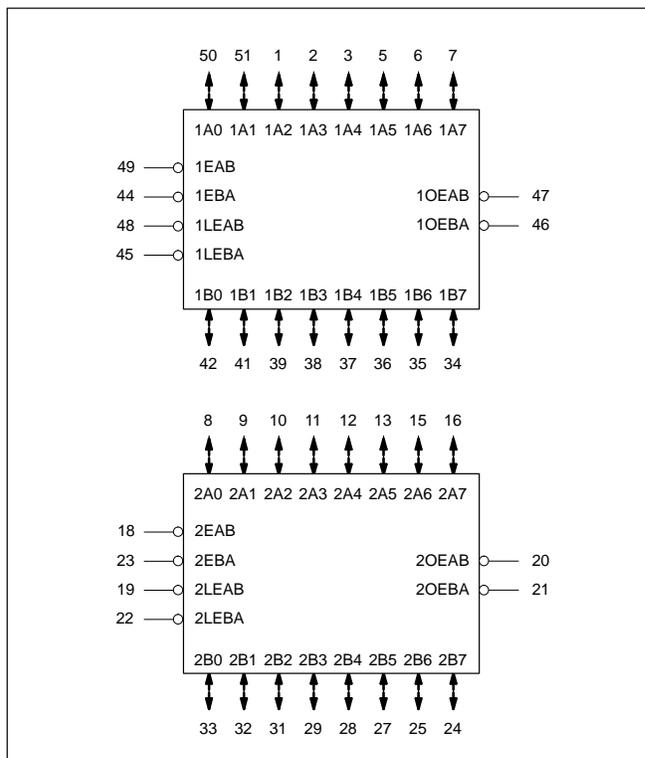 50 51 1 2 3 5 6 7
1A0 1A1 1A2 1A3 1A4 1A5 1A6 1A7
49 1EAB
44 1EBA 1OEAB 47
48 1LEAB 1OEBA 46
45 1LEBA
1B0 1B1 1B2 1B3 1B4 1B5 1B6 1B7
42 41 39 38 37 36 35 34
8 9 10 11 12 13 15 16
2A0 2A1 2A2 2A3 2A4 2A5 2A6 2A7
18 2EAB
23 2EBA 2OEAB 20
19 2LEAB 2OEBA 21
22 2LEBA
2B0 2B1 2B2 2B3 2B4 2B5 2B6 2B7
33 32 31 29 28 27 25 24